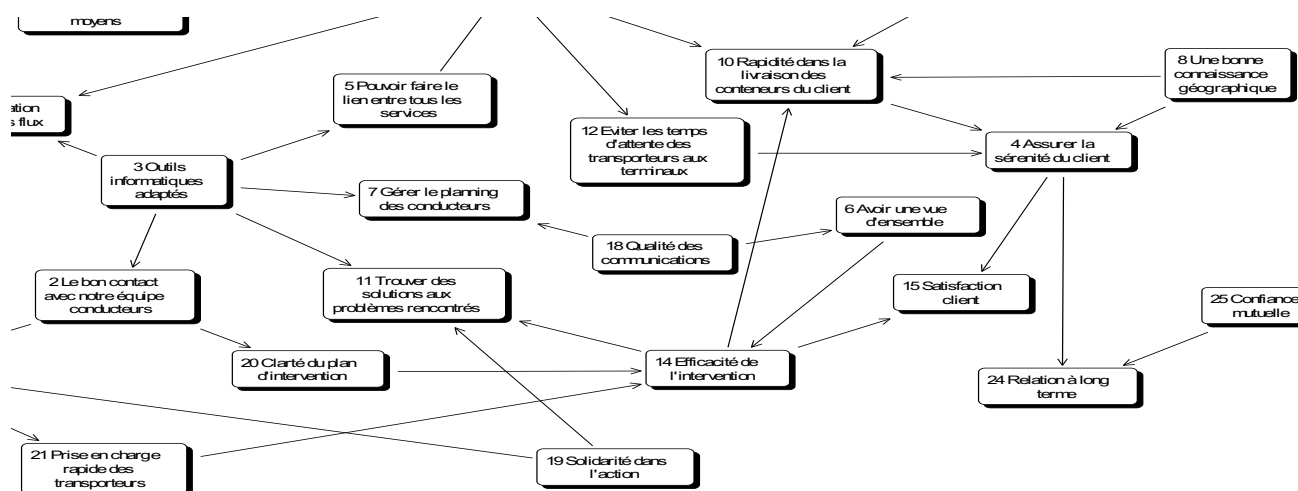 moyens
10 Rapidité dans la
livraison des
conteneurs du client
8 Une bonne
connaissance
géographique
5 Pouvoir faire le
lien entre tous les
services
flux
12 Eviter les temps
d'attente des
transporteurs aux
terminaux
4 Assurer la
sérenité du client
3 Outils
informatiques
adaptés
7 Gérer le planning
des conducteurs
6 Avoir une vue
d'ensemble
18 Qualité des
communications
2 Le bon contact
avec notre équipe
conducteurs
11 Trouver des
solutions aux
problèmes rencontrés
15 Satisfaction
client
25 Confiance
mutuelle
20 Clarté du plan
d'intervention
14 Efficacité de
l'intervention
24 Relation à long
terme
21 Prise en charge
rapide des
transporteurs
19 Solidarité dans
l'action